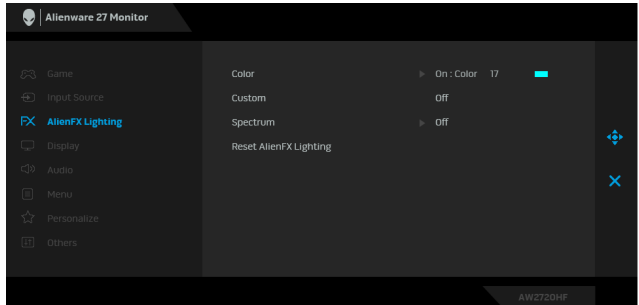 Alienware 27 Monitor
Game
Input Source
FX AlienFX Lighting
Display
Audio
Menu
Personalize
Others
Color On : Color 17
Custom Off
Spectrum Off
Reset AlienFX Lighting
AW2720HF